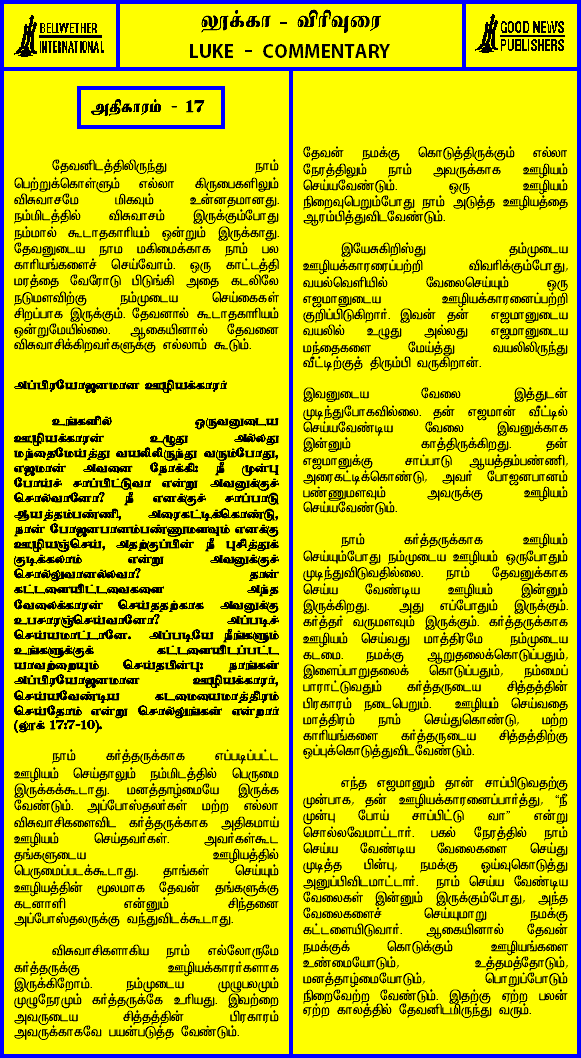 BELWETHER
INTERNATIONAL
லூக்கா - விரிவுரை
LUKE - COMMENTARY
GOOD NEWS
PUBLISHERS
அதிகாரம் - 17
தேவனிடத்திலிருந்து நாம்
பெற்றுக்கொள்ளும் எல்லா கிருபைகளிலும்
விசுவாசமே மிகவும் உன்னதமானது.
நம்மிடத்தில் விசுவாசம் இருக்கும்போது
நம்மால் கூடாதகாரியம் ஒன்றும் இருக்காது.
தேவனுடைய நாம மகிமைக்காக நாம் பல
காரியங்களைச் செய்வோம். ஒரு காட்டத்தி
மரத்தை வேரோடு பிடுங்கி அதை கடலிலே
நடுமளவிற்கு நம்முடைய செய்கைகள்
சிறப்பாக இருக்கும். தேவனால் கூடாதகாரியம்
ஒன்றுமேயில்லை. ஆகையினால் தேவனை
விசுவாசிக்கிறவர்களுக்கு எல்லாம் கூடும்.
அப்பிரயோஜனமான ஊழியக்காரர்
உங்களில் ஒருவனுடைய
ஊழியக்காரன் உழுது அல்லது
மந்தைமேய்த்து வயலிலிருந்து வரும்போது,
எஜமான் அவனை நோக்கி: நீ முன்பு
போய்ச் சாப்பிட்டுவா என்று அவனுக்குச்
சொல்வானோ? நீ எனக்குச் சாப்பாடு
ஆயத்தம்பண்ணி, அரைகட்டிக்கொண்டு,
நான் போஜனபானம்பண்ணுமளவும் எனக்கு
ஊழியஞ்செய், அதற்குப்பின் நீ புசித்துக்
குடிக்கலாம் என்று அவனுக்குச்
சொல்லுவானல்லவா? தான்
கட்டளையிட்டவைகளை அந்த
வேலைக்காரன் செய்ததற்காக அவனுக்கு
உபசாரஞ்செய்வானோ? அப்படிச்
செய்யமாட்டானே. அப்படியே நீங்களும்
உங்களுக்குக் கட்டளையிடப்பட்ட
யாவற்றையும் செய்தபின்பு: நாங்கள்
அப்பிரயோஜனமான ஊழியக்காரர்,
செய்யவேண்டிய கடமையைமாத்திரம்
செய்தோம் என்று சொல்லுங்கள் என்றார்
(லூக் 17:7-10).
நாம் கர்த்தருக்காக எப்படிப்பட்ட
ஊழியம் செய்தாலும் நம்மிடத்தில் பெருமை
இருக்கக்கூடாது. மனத்தாழ்மையே இருக்க
வேண்டும். அப்போஸ்தலர்கள் மற்ற எல்லா
விசுவாசிகளைவிட கர்த்தருக்காக அதிகமாய்
ஊழியம் செய்தவர்கள். அவர்கள்கூட
தங்களுடைய ஊழியத்தில்
பெருமைப்படக்கூடாது. தாங்கள் செய்யும்
ஊழியத்தின் மூலமாக தேவன் தங்களுக்கு
கடனாளி என்னும் சிந்தனை
அப்போஸ்தலருக்கு வந்துவிடக்கூடாது.
விசுவாசிகளாகிய நாம் எல்லோருமே
கர்த்தருக்கு ஊழியக்காரர்களாக
இருக்கிறோம். நம்முடைய முழுபலமும்
முழுநேரமும் கர்த்தருக்கே உரியது. இவற்றை
அவருடைய சித்தத்தின் பிரகாரம்
அவருக்காகவே பயன்படுத்த வேண்டும்.
தேவன் நமக்கு கொடுத்திருக்கும் எல்லா
நேரத்திலும் நாம் அவருக்காக ஊழியம்
செய்யவேண்டும். ஒரு ஊழியம்
நிறைவுபெறும்போது நாம் அடுத்த ஊழியத்தை
ஆரம்பித்துவிடவேண்டும்.
இயேசுகிறிஸ்து தம்முடைய
ஊழியக்காரரைப்பற்றி விவரிக்கும்போது,
வயல்வெளியில் வேலைசெய்யும் ஒரு
எஜமானுடைய ஊழியக்காரனைப்பற்றி
குறிப்பிடுகிறார். இவன் தன் எஜமானுடைய
வயலில் உழுது அல்லது எஜமானுடைய
மந்தைகளை மேய்த்து வயலிலிருந்து
வீட்டிற்குத் திரும்பி வருகிறான்.
இவனுடைய வேலை இத்துடன்
முடிந்துபோகவில்லை. தன் எஜமான் வீட்டில்
செய்யவேண்டிய வேலை இவனுக்காக
இன்னும் காத்திருக்கிறது. தன்
எஜமானுக்கு சாப்பாடு ஆயத்தம்பண்ணி,
அரைகட்டிக்கொண்டு, அவர் போஜனபானம்
பண்ணுமளவும் அவருக்கு ஊழியம்
செய்யவேண்டும்.
நாம் கர்த்தருக்காக ஊழியம்
செய்யும்போது நம்முடைய ஊழியம் ஒருபோதும்
முடிந்துவிடுவதில்லை. நாம் தேவனுக்காக
செய்ய வேண்டிய ஊழியம் இன்னும்
இருக்கிறது. அது எப்போதும் இருக்கும்.
கர்த்தர் வருமளவும் இருக்கும். கர்த்தருக்காக
ஊழியம் செய்வது மாத்திரமே நம்முடைய
கடமை. நமக்கு ஆறுதலைக்கொடுப்பதும்,
இளைப்பாறுதலைக் கொடுப்பதும், நம்மைப்
பாராட்டுவதும் கர்த்தருடைய சித்தத்தின்
பிரகாரம் நடைபெறும். ஊழியம் செய்வதை
மாத்திரம் நாம் செய்துகொண்டு, மற்ற
காரியங்களை கர்த்தருடைய சித்தத்திற்கு
ஒப்புக்கொடுத்துவிடவேண்டும்.
எந்த எஜமானும் தான் சாப்பிடுவதற்கு
முன்பாக, தன் ஊழியக்காரனைப்பார்த்து, "நீ
முன்பு போய் சாப்பிட்டு வா" என்று
சொல்லவேமாட்டார். பகல் நேரத்தில் நாம்
செய்ய வேண்டிய வேலைகளை செய்து
முடித்த பின்பு, நமக்கு ஓய்வுகொடுத்து
அனுப்பிவிடமாட்டார். நாம் செய்ய வேண்டிய
வேலைகள் இன்னும் இருக்கும்போது, அந்த
வேலைகளைச் செய்யுமாறு நமக்கு
கட்டளையிடுவார். ஆகையினால் தேவன்
நமக்குக் கொடுக்கும் ஊழியங்களை
உண்மையோடும், உத்தமத்தோடும்,
மனத்தாழ்மையோடும், பொறுப்போடும்
நிறைவேற்ற வேண்டும். இதற்கு ஏற்ற பலன்
ஏற்ற காலத்தில் தேவனிடமிருந்து வரும்.